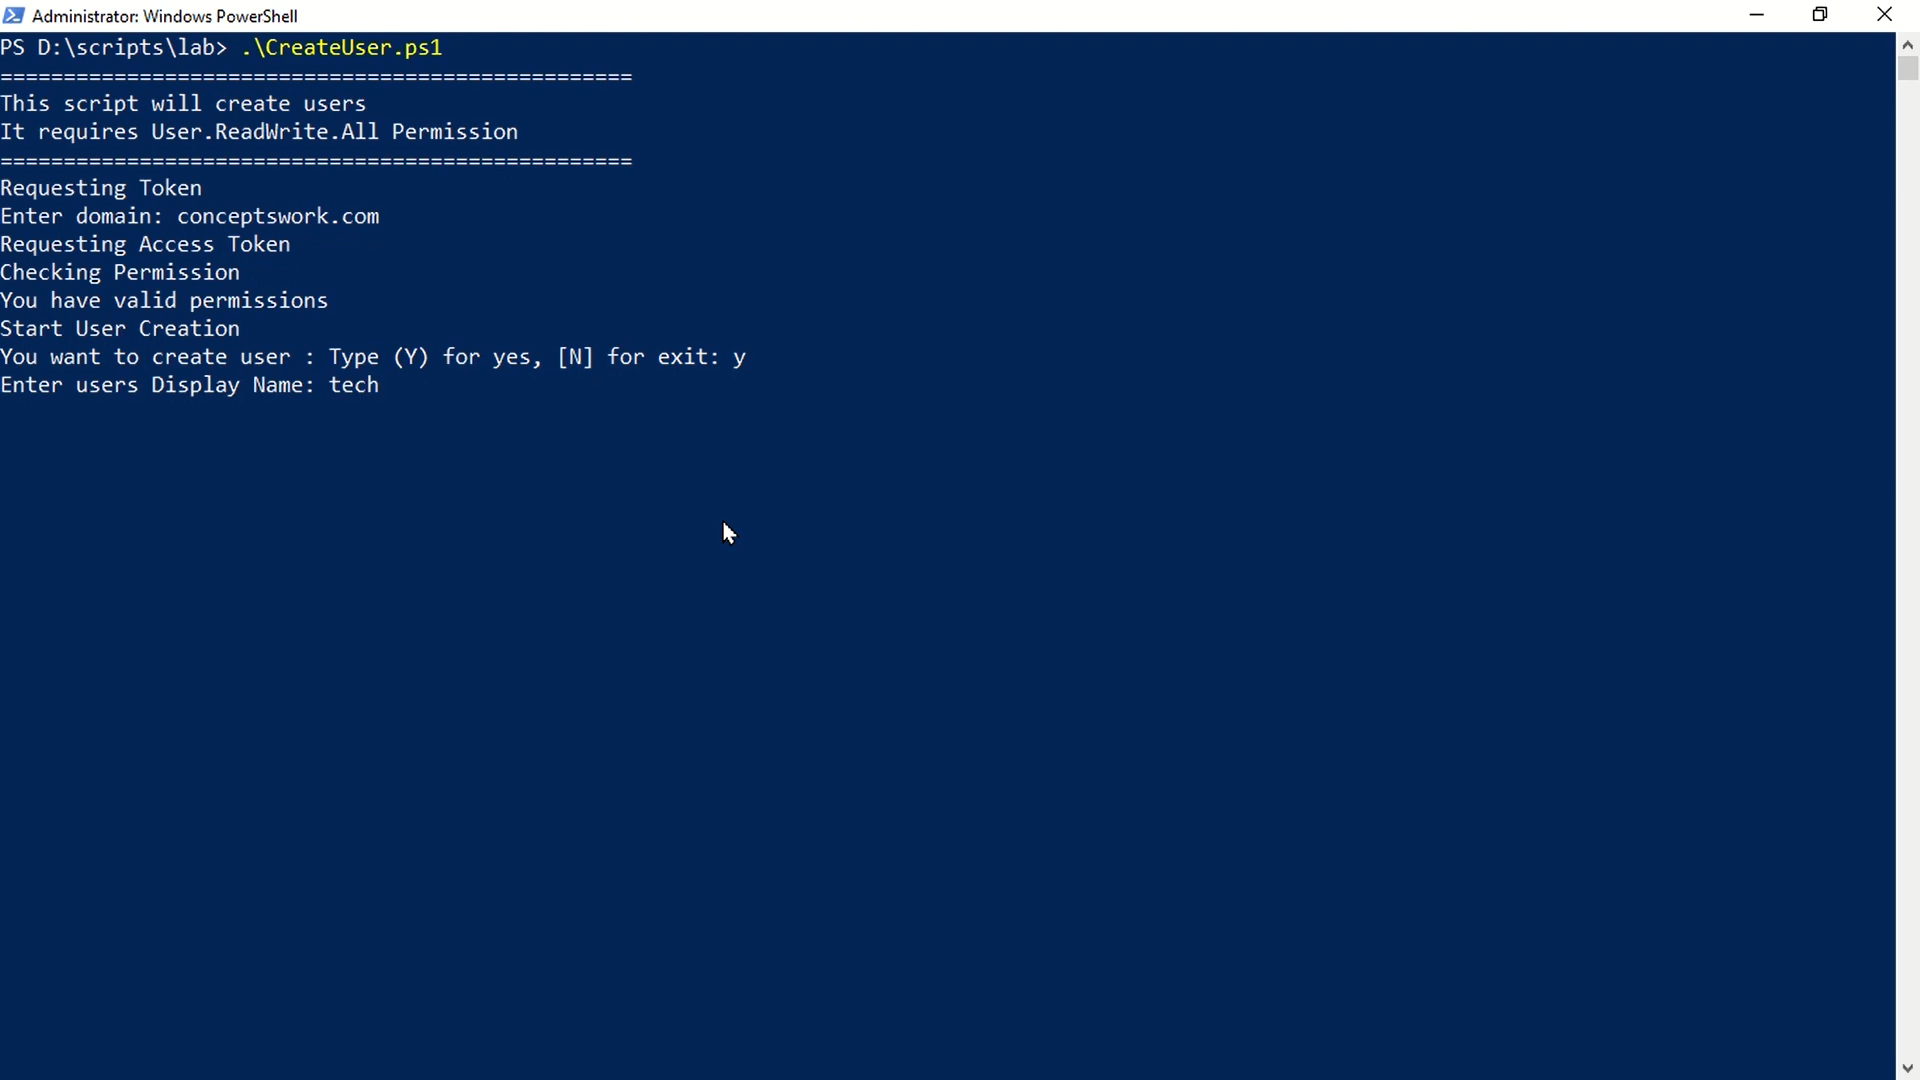 Administrator: Windows PowerShell
PS D:\scripts\lab> .\CreateUser.ps1
==================================================
This script will create users
It requires User.ReadWrite.All Permission
==================================================
Requesting Token
Enter domain: conceptswork.com
Requesting Access Token
Checking Permission
You have valid permissions
Start User Creation
You want to create user : Type (Y) for yes, [N] for exit: y
Enter users Display Name: tech